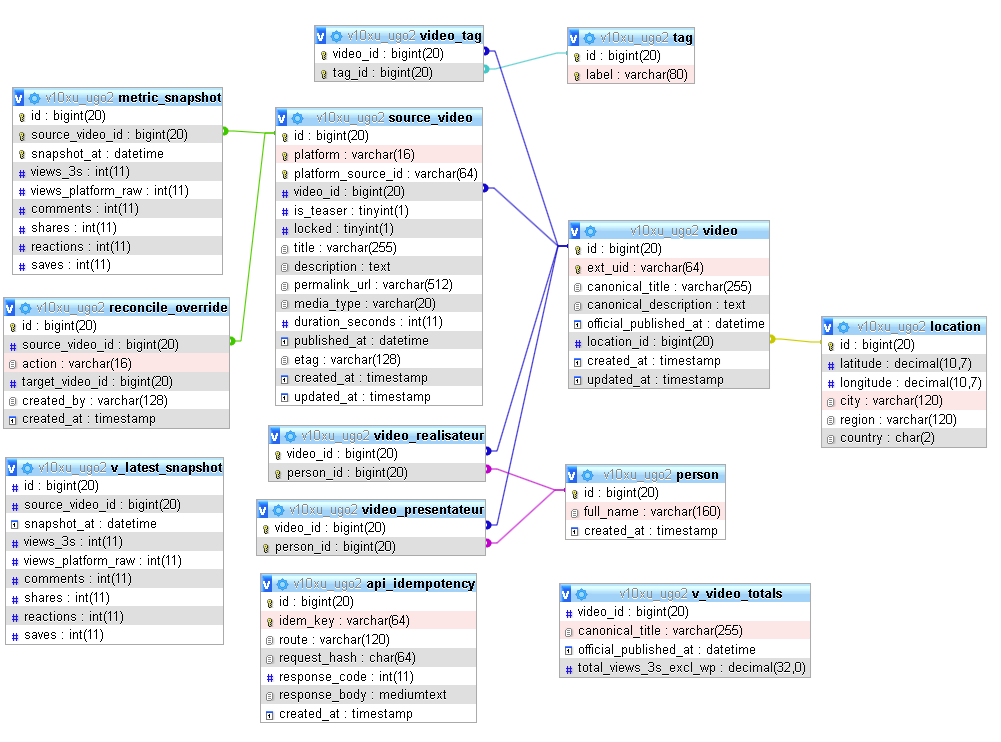 v10xu_ugo2 video_tag
video_id : bigint(20)
tag_id : bigint(20)
v10xu_ugo2 tag
id : bigint(20)
label : varchar(80)
v10xu_ugo2 metric_snapshot
id : bigint(20)
source_video_id : bigint(20)
snapshot_at : datetime
views_3s : int(11)
views_platform_raw : int(11)
comments : int(11)
shares : int(11)
reactions : int(11)
saves : int(11)
v10xu_ugo2 source_video
id : bigint(20)
platform : varchar(16)
platform_source_id : varchar(64)
video_id : bigint(20)
is_teaser : tinyint(1)
locked : tinyint(1)
title : varchar(255)
description : text
permalink_url : varchar(512)
media_type : varchar(20)
duration_seconds : int(11)
published_at : datetime
etag : varchar(128)
created_at : timestamp
updated_at : timestamp
v10xu_ugo2 video
id : bigint(20)
ext_uid : varchar(64)
canonical_title : varchar(255)
canonical_description : text
official_published_at : datetime
location_id : bigint(20)
created_at : timestamp
updated_at : timestamp
v10xu_ugo2 location
id : bigint(20)
latitude : decimal(10,7)
longitude : decimal(10,7)
city : varchar(120)
region : varchar(120)
country : char(2)
v10xu_ugo2 reconcile_override
id : bigint(20)
source_video_id : bigint(20)
action : varchar(16)
target_video_id : bigint(20)
created_by : varchar(128)
created_at : timestamp
v10xu_ugo2 video_realisateur
video_id : bigint(20)
person_id : bigint(20)
v10xu_ugo2 v_latest_snapshot
id : bigint(20)
source_video_id : bigint(20)
snapshot_at : datetime
views_3s : int(11)
views_platform_raw : int(11)
comments : int(11)
shares : int(11)
reactions : int(11)
saves : int(11)
v10xu_ugo2 person
id : bigint(20)
full_name : varchar(160)
created_at : timestamp
v10xu_ugo2 video_presentateur
video_id : bigint(20)
person_id : bigint(20)
v10xu_ugo2 api_idempotency
id : bigint(20)
idem_key : varchar(64)
route : varchar(120)
request_hash : char(64)
response_code : int(11)
response_body : mediumtext
created_at : timestamp
v10xu_ugo2 v_video_totals
video_id : bigint(20)
canonical_title : varchar(255)
official_published_at : datetime
total_views_3s_excl_wp : decimal(32,0)